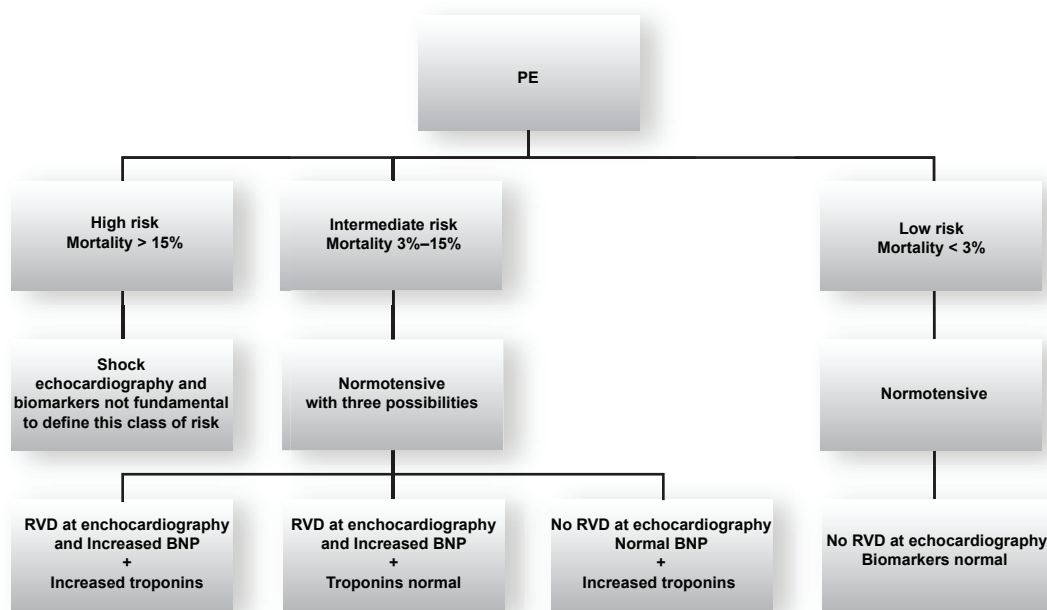 PE
High risk
Mortality > 15%
Intermediate risk
Mortality 3%–15%
Low risk
Mortality < 3%
Shock
echocardiography and
biomarkers not fundamental
to define this class of risk
Normotensive
with three possibilities
Normotensive
RVD at enchocardiography
and Increased BNP
+
Increased troponins
RVD at enchocardiography
and Increased BNP
+
Troponins normal
No RVD at echocardiography
Normal BNP
+
Increased troponins
No RVD at echocardiography
Biomarkers normal